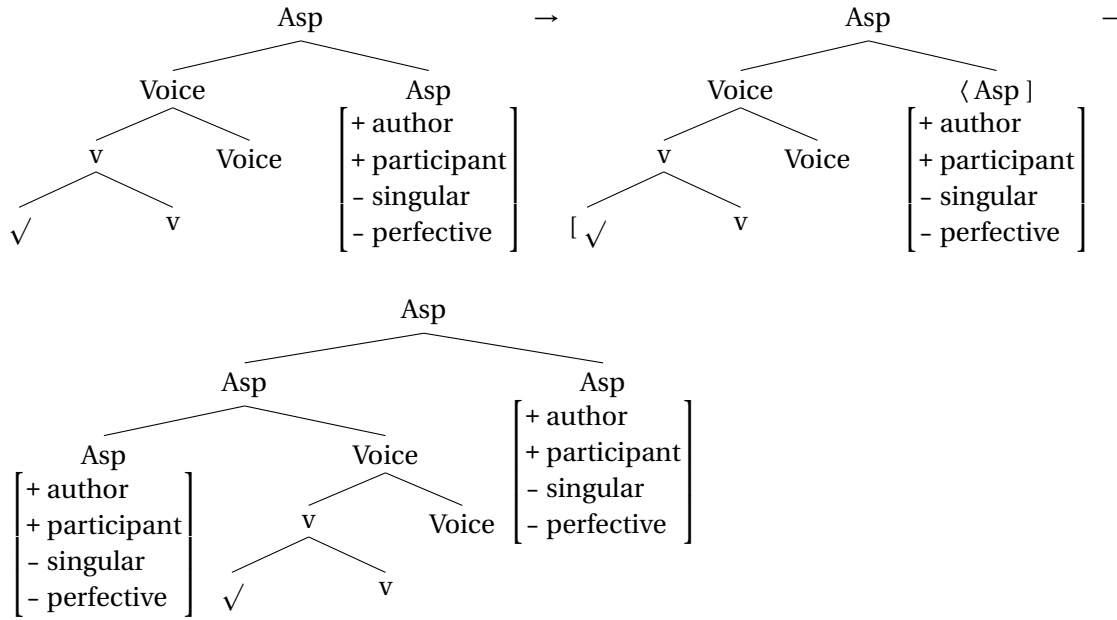 Asp → Asp →
Voice Asp Voice ⟨ Asp ]
+ author + author
v Voice + participant v Voice + participant
– singular – singular
√ v – perfective [ √ v – perfective
Asp
Asp Asp
+ author
Asp Voice + participant
+ author – singular
+ participant v Voice – perfective
– singular
– perfective √ v